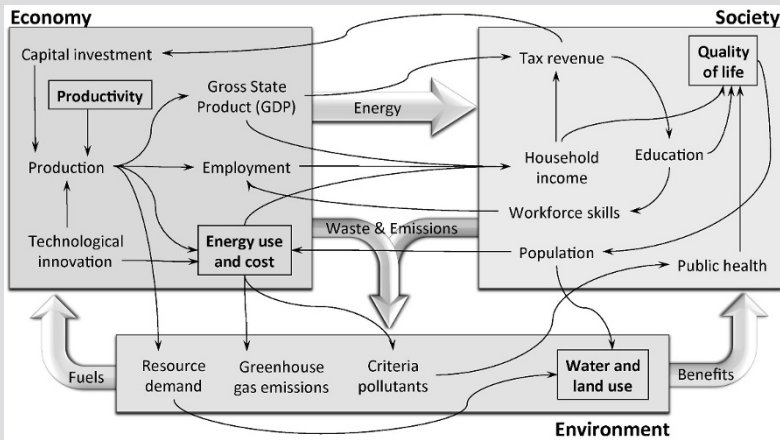 Economy
Society
Capital investment
Tax revenue
Quality
of life
Productivity
Gross State
Product (GDP)
Energy
Production
Employment
Household
income
Education
Workforce skills
Technological
innovation
Energy use
and cost
Waste & Emissions
Population
Public health
Fuels
Resource
demand
Greenhouse
gas emissions
Criteria
pollutants
Water and
land use
Benefits
Environment